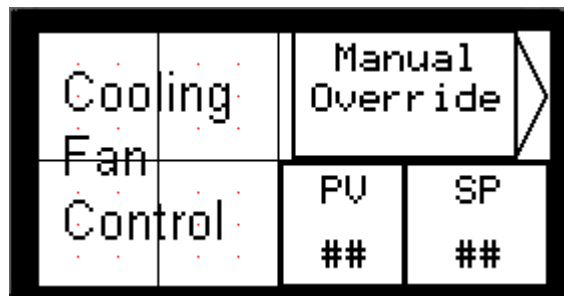 Cooling
Fan
Control
Manual
Override
PV
SP
##
##